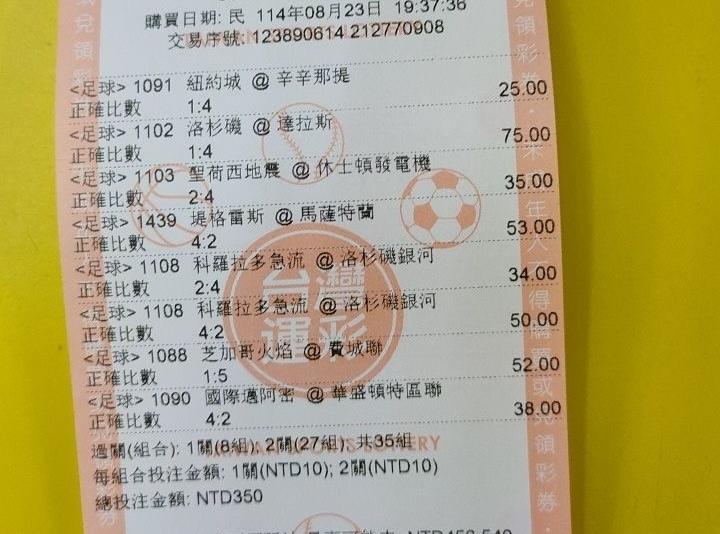 購買日期: 民 114年08月23日 19:37:36
交易序號: 123890614 212770908
<足球> 1091 紐約城 @ 辛辛那提
正確比數 1:4 25.00
<足球> 1102 洛杉磯 @ 達拉斯
正確比數 1:4 75.00
<足球> 1103 聖荷西地震 @ 休士頓發電機
正確比數 2:4 35.00
<足球> 1439 堤格雷斯 @ 馬薩特蘭
正確比數 4:2 53.00
<足球> 1108 科羅拉多急流 @ 洛杉磯銀河
正確比數 2:4 34.00
<足球> 1108 科羅拉多急流 @ 洛杉磯銀河
正確比數 4:2 50.00
<足球> 1088 芝加哥火焰 @ 費城聯
正確比數 1:5 52.00
<足球> 1090 國際邁阿密 @ 華盛頓特區聯
正確比數 4:2 38.00
過關(組合): 1關(8組); 2關(27組); 共35組
每組合投注金額: 1關(NTD10); 2關(NTD10)
總投注金額: NTD350
台灣
運彩
兌領彩券